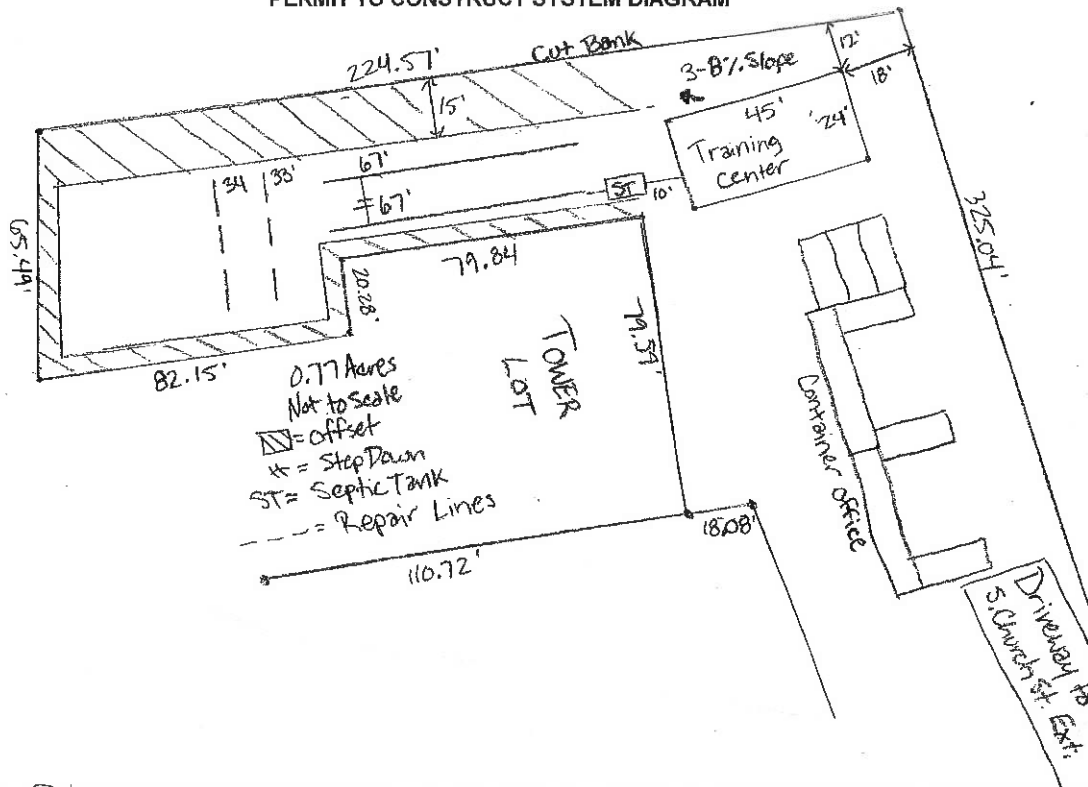 PERMIT TO CONSTRUCT SYSTEM DIAGRAM
224.57'
Cut Bank
12'
18'
3-8% Slope
15'
45'
24'
Training
Center
67'
34
33'
ST
10'
67'
65.49'
79.84
20.28'
325.04'
82.15'
79.57'
TOWER
LOT
0.77 Acres
Not to Scale
= offset
= Step Down
ST = Septic Tank
---- = Repair Lines
Container office
18.08'
110.72'
Driveway to
S. Church St. Ext.